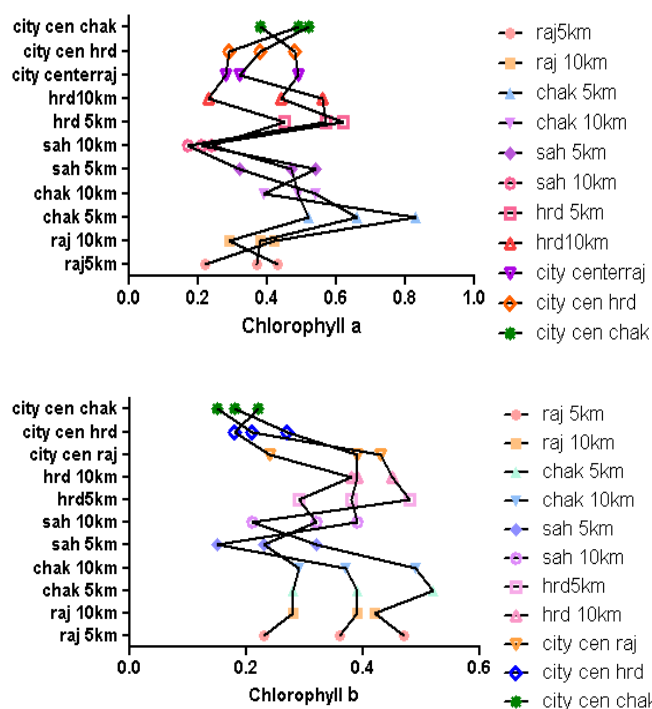 city cen chak
city cen hrd
city centerraj
hrd10km
hrd 5km
sah 10km
sah 5km
chak 10km
chak 5km
raj 10km
raj5km
0.0 0.2 0.4 0.6 0.8 1.0
Chlorophyll a
raj5km
raj 10km
chak 5km
chak 10km
sah 5km
sah 10km
hrd 5km
hrd10km
city centerraj
city cen hrd
city cen chak
city cen chak
city cen hrd
city cen raj
hrd 10km
hrd5km
sah 10km
sah 5km
chak 10km
chak 5km
raj 10km
raj 5km
0.0 0.2 0.4 0.6
Chlorophyll b
raj 5km
raj 10km
chak 5km
chak 10km
sah 5km
sah 10km
hrd5km
hrd 10km
city cen raj
city cen hrd
city cen chak